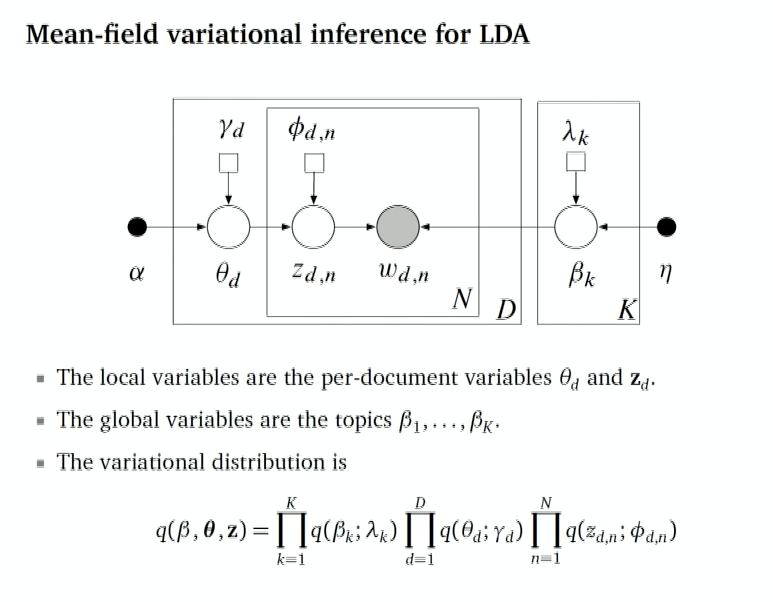 Mean-field variational inference for LDA
γd ϕd,n λk
α θd zd,n wd,n βk η
N D K
▪ The local variables are the per-document variables θd and zd.
▪ The global variables are the topics β1,...,βK.
▪ The variational distribution is
q(β, θ, z) = ∏_{k=1}^{K} q(βk; λk) ∏_{d=1}^{D} q(θd; γd) ∏_{n=1}^{N} q(zd,n; ϕd,n)